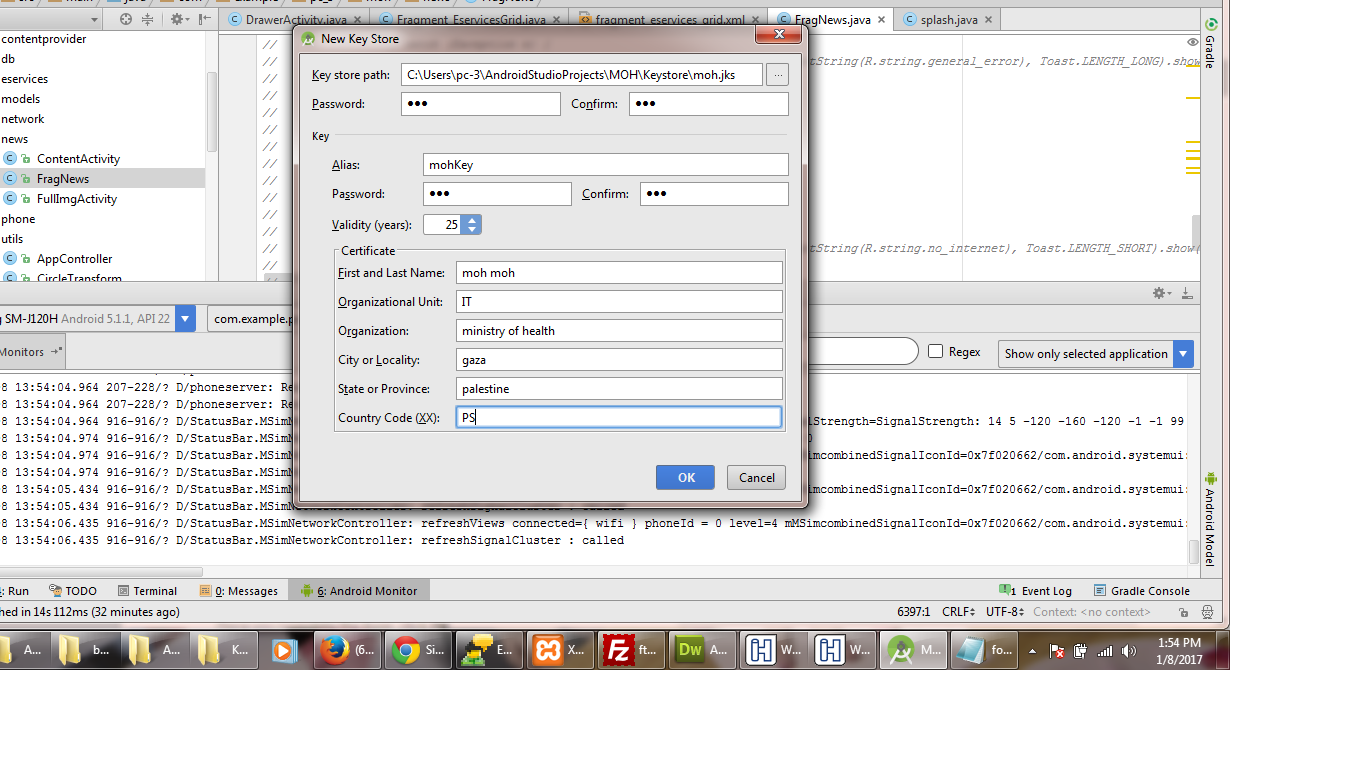 DrawerActivity.java
Fragment_EservicesGrid.java
fragment_eservices_grid.xml
FragNews.java
splash.java
contentprovider
db
eservices
models
network
news
ContentActivity
FragNews
FullImgActivity
phone
utils
AppController
CircleTransform
//
//
//
//
//
//
//
//
//
//
//
//
//
tString(R.string.general_error), Toast.LENGTH_LONG).show
tString(R.string.no_internet), Toast.LENGTH_SHORT).show(
New Key Store
Key store path: C:\Users\pc-3\AndroidStudioProjects\MOH\Keystore\moh.jks ...
Password: ●●● Confirm: ●●●
Key
Alias: mohKey
Password: ●●● Confirm: ●●●
Validity (years): 25
Certificate
First and Last Name: moh moh
Organizational Unit: IT
Organization: ministry of health
City or Locality: gaza
State or Province: palestine
Country Code (XX): PS
OK Cancel
Gradle
Android Model
SM-J120H Android 5.1.1, API 22
com.example.p
Monitors
Regex
Show only selected application
8 13:54:04.964 207-228/? D/phoneserver: Re
8 13:54:04.964 207-228/? D/phoneserver: Re
8 13:54:04.964 916-916/? D/StatusBar.MSim lStrength=SignalStrength: 14 5 -120 -160 -120 -1 -1 99
8 13:54:04.974 916-916/? D/StatusBar.MSim 0
8 13:54:04.974 916-916/? D/StatusBar.MSim imcombinedSignalIconId=0x7f020662/com.android.systemui:
8 13:54:04.974 916-916/? D/StatusBar.MSim
8 13:54:05.434 916-916/? D/StatusBar.MSim imcombinedSignalIconId=0x7f020662/com.android.systemui:
8 13:54:05.434 916-916/? D/StatusBar.MSimNetworkController: refreshSignalCluster : called
8 13:54:06.435 916-916/? D/StatusBar.MSimNetworkController: refreshViews connected={ wifi } phoneId = 0 level=4 mMSimcombinedSignalIconId=0x7f020662/com.android.systemui:
8 13:54:06.435 916-916/? D/StatusBar.MSimNetworkController: refreshSignalCluster : called
: Run TODO Terminal 0: Messages 6: Android Monitor 1 Event Log Gradle Console
hed in 14s 112ms (32 minutes ago) 6397:1 CRLF UTF-8 Context: <no context>
A... b... A... K... (6... Si... E... X... ft... A... W... W... M... fo...
Fz Dw
1:54 PM
1/8/2017